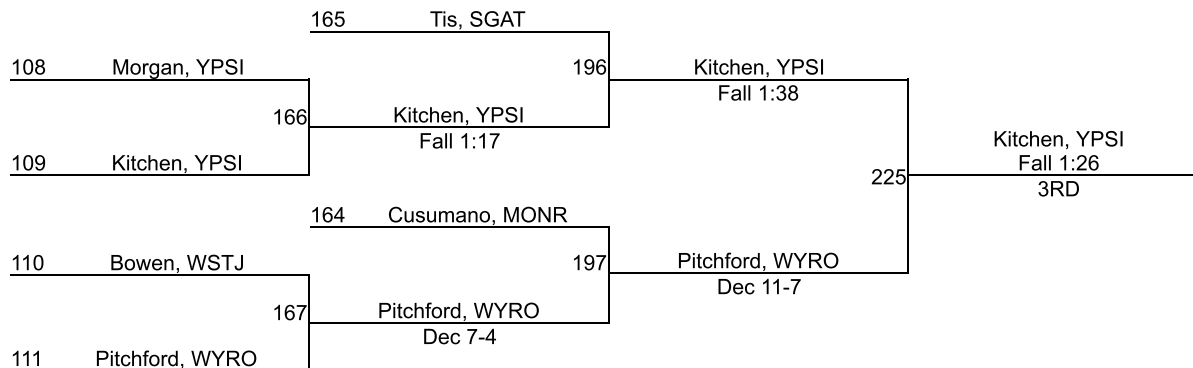 165 Tis, SGAT
108 Morgan, YPSI
196 Kitchen, YPSI
Fall 1:38
166 Kitchen, YPSI
Fall 1:17
109 Kitchen, YPSI
Kitchen, YPSI
Fall 1:26
225
3RD
164 Cusumano, MONR
110 Bowen, WSTJ
197 Pitchford, WYRO
Dec 11-7
167 Pitchford, WYRO
Dec 7-4
111 Pitchford, WYRO